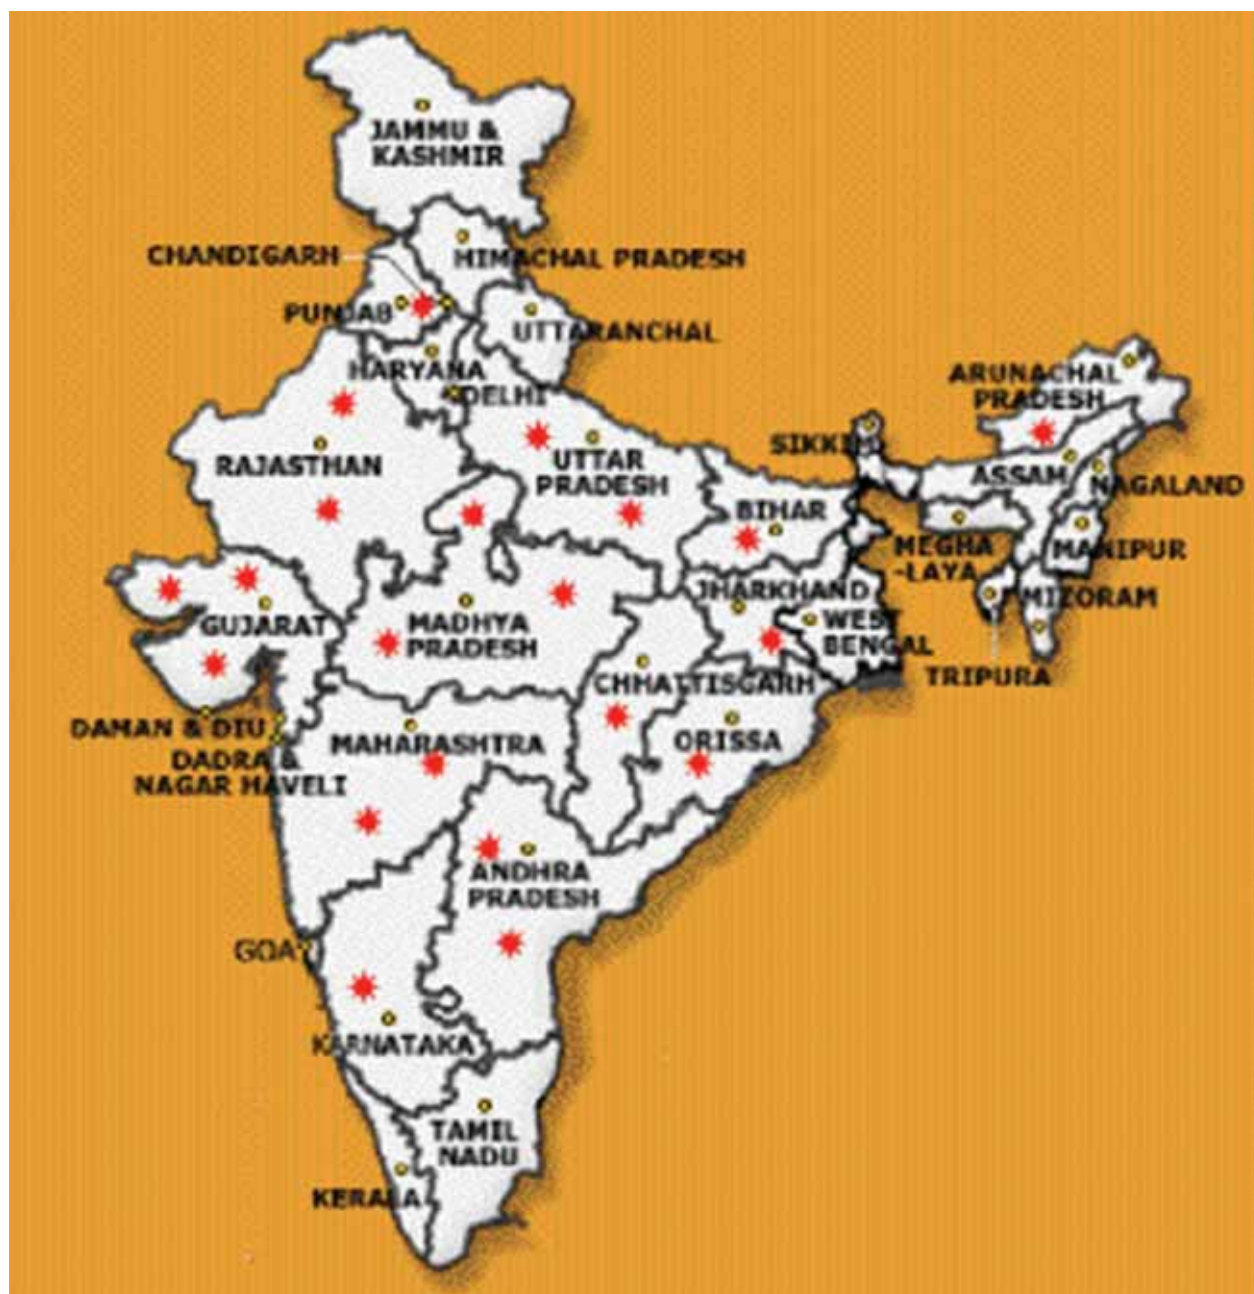 JAMMU &
KASHMIR
CHANDIGARH
HIMACHAL PRADESH
PUNJAB
UTTARANCHAL
HARYANA
DELHI
ARUNACHAL
PRADESH
SIKKIM
RAJASTHAN
UTTAR
PRADESH
ASSAM
NAGALAND
BIHAR
MEGHA
-LAYA
MANIPUR
JHARKHAND
MIZORAM
GUJARAT
MADHYA
PRADESH
WEST
BENGAL
TRIPURA
CHHATTISGARH
DAMAN & DIU
DADRA &
NAGAR HAVELI
MAHARASHTRA
ORISSA
ANDHRA
PRADESH
GOA
KARNATAKA
TAMIL
NADU
KERALA